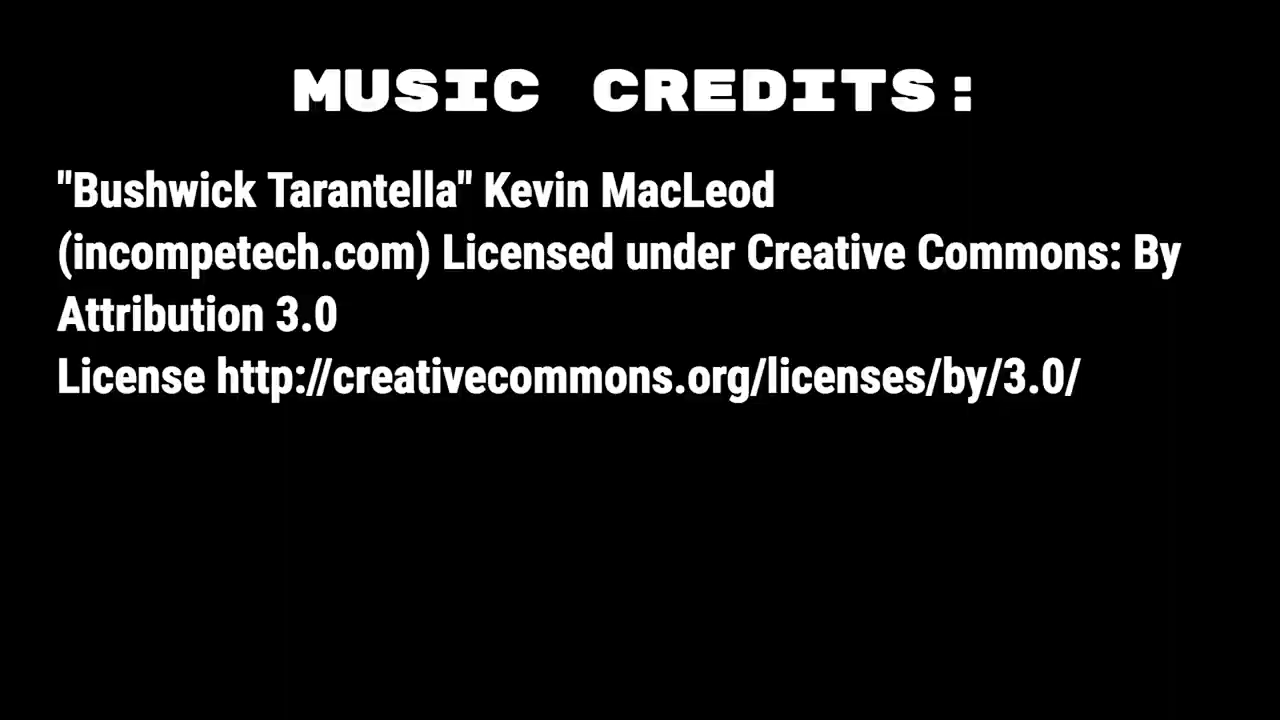 MUSIC CREDITS:
"Bushwick Tarantella" Kevin MacLeod
(incompetech.com) Licensed under Creative Commons: By
Attribution 3.0
License http://creativecommons.org/licenses/by/3.0/